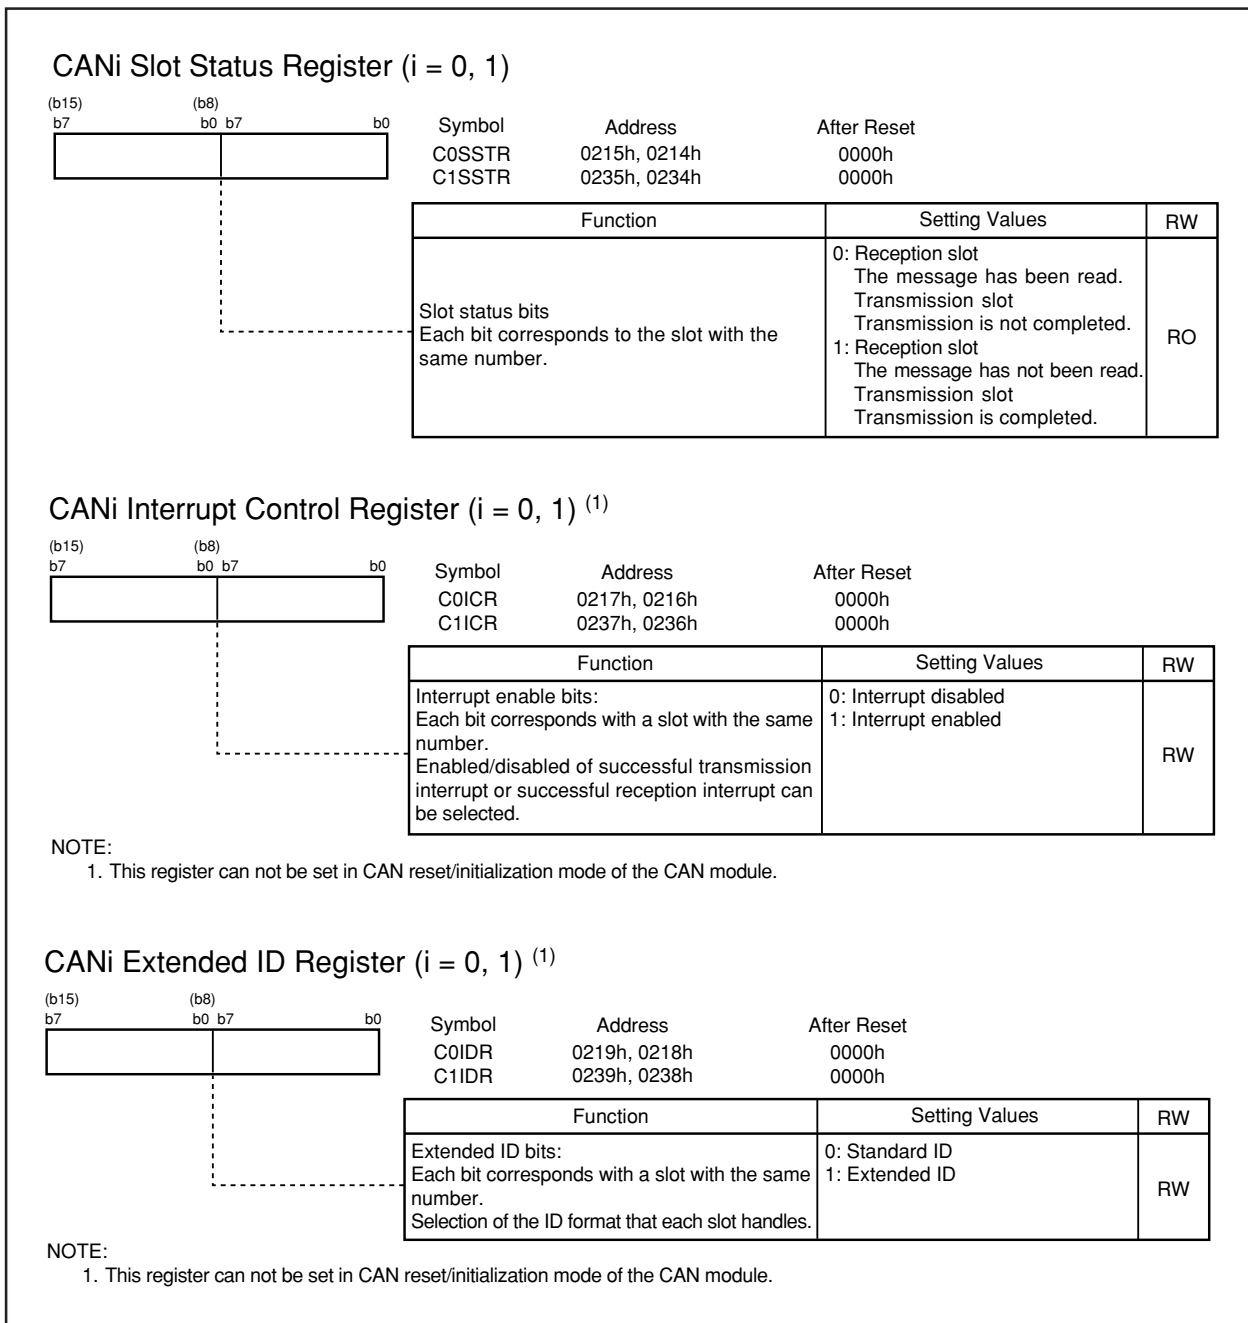 CANi Slot Status Register (i = 0, 1)
(b15) (b8)
b7 b0 b7 b0
Symbol Address After Reset
C0SSTR 0215h, 0214h 0000h
C1SSTR 0235h, 0234h 0000h
Function Setting Values RW
Slot status bits
Each bit corresponds to the slot with the
same number.
0: Reception slot
The message has been read.
Transmission slot
Transmission is not completed.
1: Reception slot
The message has not been read.
Transmission slot
Transmission is completed.
RO
CANi Interrupt Control Register (i = 0, 1) (1)
(b15) (b8)
b7 b0 b7 b0
Symbol Address After Reset
C0ICR 0217h, 0216h 0000h
C1ICR 0237h, 0236h 0000h
Function Setting Values RW
Interrupt enable bits:
Each bit corresponds with a slot with the same
number.
Enabled/disabled of successful transmission
interrupt or successful reception interrupt can
be selected.
0: Interrupt disabled
1: Interrupt enabled
RW
NOTE:
1. This register can not be set in CAN reset/initialization mode of the CAN module.
CANi Extended ID Register (i = 0, 1) (1)
(b15) (b8)
b7 b0 b7 b0
Symbol Address After Reset
C0IDR 0219h, 0218h 0000h
C1IDR 0239h, 0238h 0000h
Function Setting Values RW
Extended ID bits:
Each bit corresponds with a slot with the same
number.
Selection of the ID format that each slot handles.
0: Standard ID
1: Extended ID
RW
NOTE:
1. This register can not be set in CAN reset/initialization mode of the CAN module.